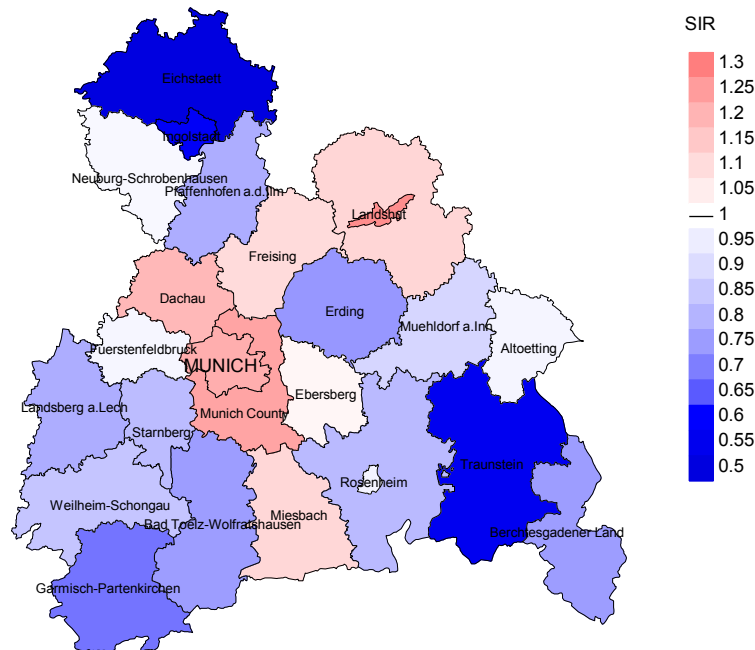 SIR
1.3
1.25
1.2
1.15
1.1
1.05
1
0.95
0.9
0.85
0.8
0.75
0.7
0.65
0.6
0.55
0.5
Eichstaett
Ingolstadt
Neuburg-Schrobenhausen
Pfaffenhofen a.d.Ilm
Landshut
Freising
Dachau
Erding
Muehldorf a.Inn
Altoetting
Fuerstenfeldbruck
MUNICH
Ebersberg
Landsberg a.Lech
Munich County
Starnberg
Traunstein
Rosenheim
Weilheim-Schongau
Miesbach
Bad Toelz-Wolfratshausen
Berchtesgadener Land
Garmisch-Partenkirchen